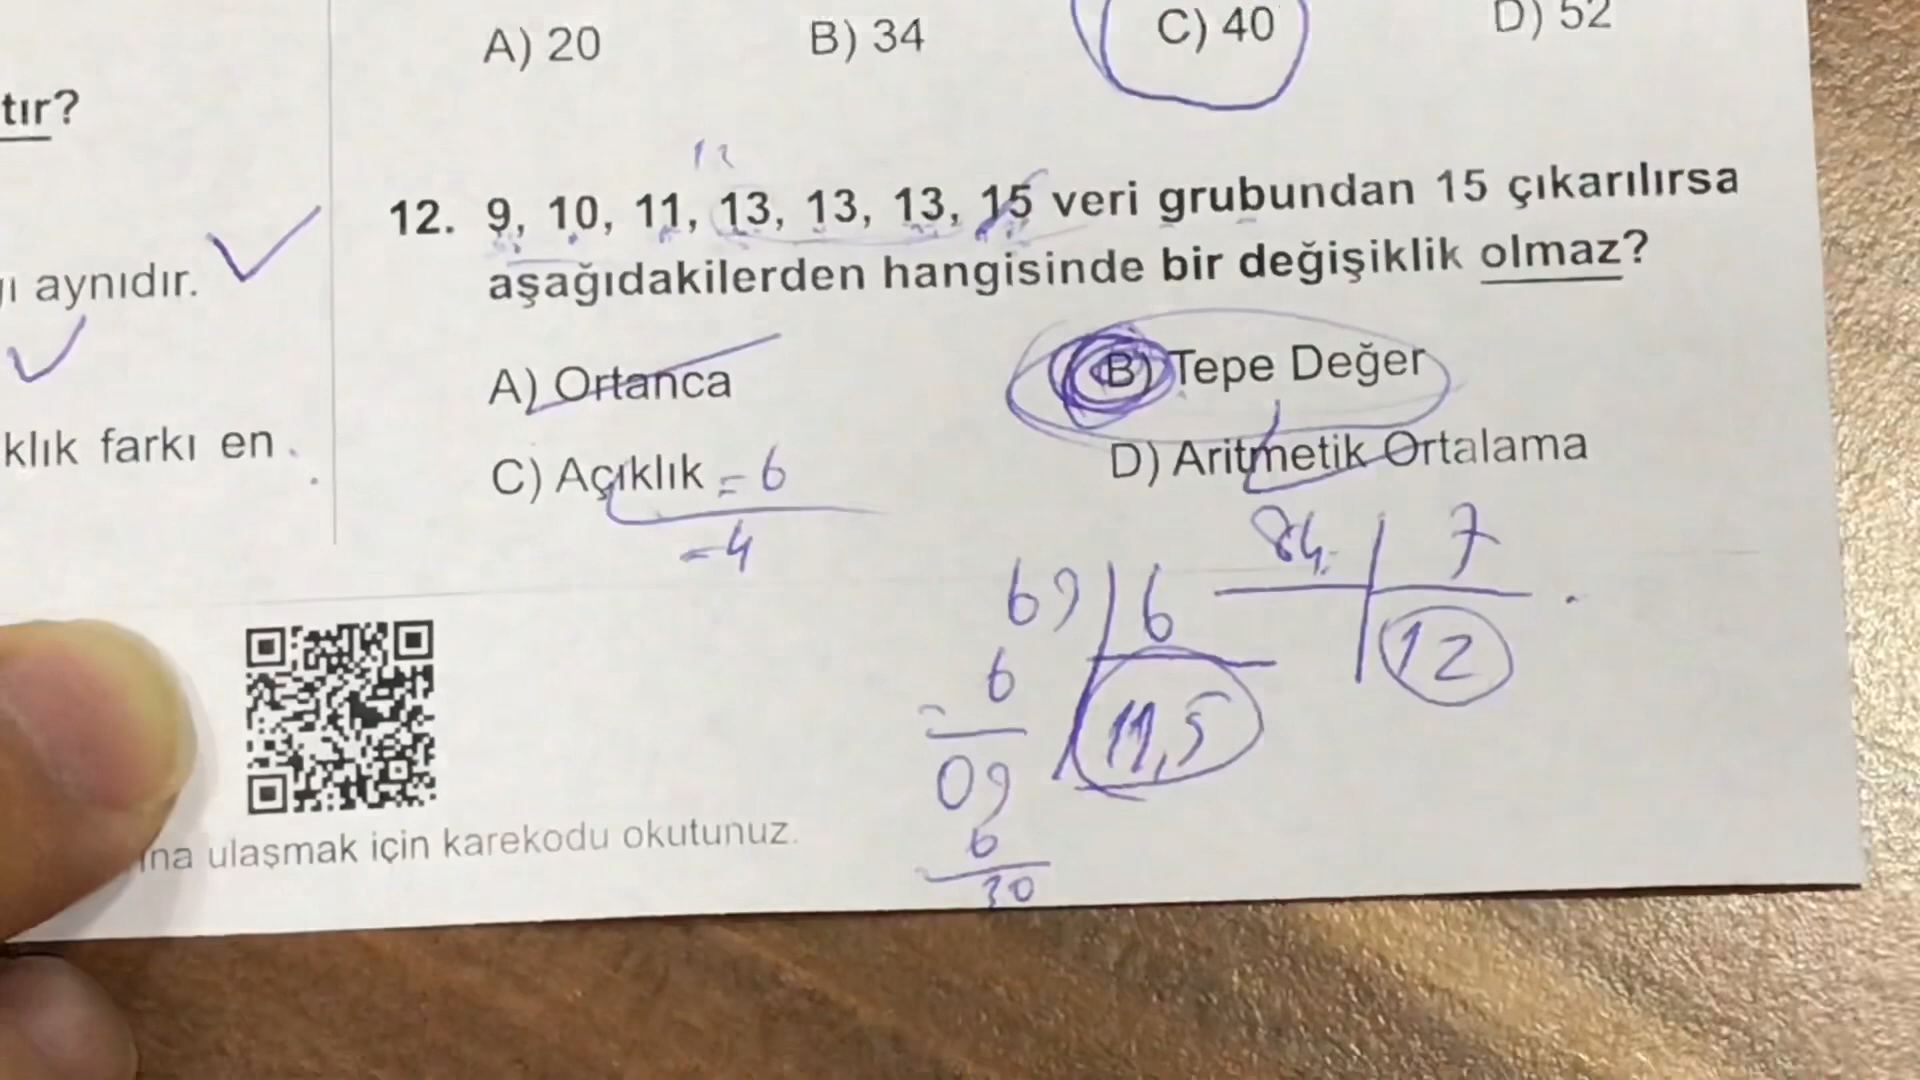 A) 20 B) 34 C) 40 D) 52
tır?
ı aynıdır.
klık farkı en
12
12. 9, 10, 11, 13, 13, 13, 15 veri grubundan 15 çıkarılırsa
aşağıdakilerden hangisinde bir değişiklik olmaz?
A) Ortanca B) Tepe Değer
C) Açıklık = 6 D) Aritmetik Ortalama
= 4
84 7
12
69 6
- 6 11,5
09
- 6
30
ına ulaşmak için karekodu okutunuz.